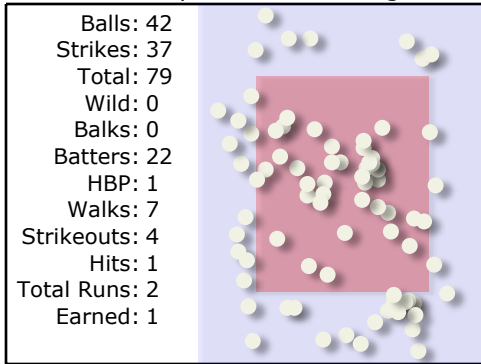 Balls: 42
Strikes: 37
Total: 79
Wild: 0
Balks: 0
Batters: 22
HBP: 1
Walks: 7
Strikeouts: 4
Hits: 1
Total Runs: 2
Earned: 1